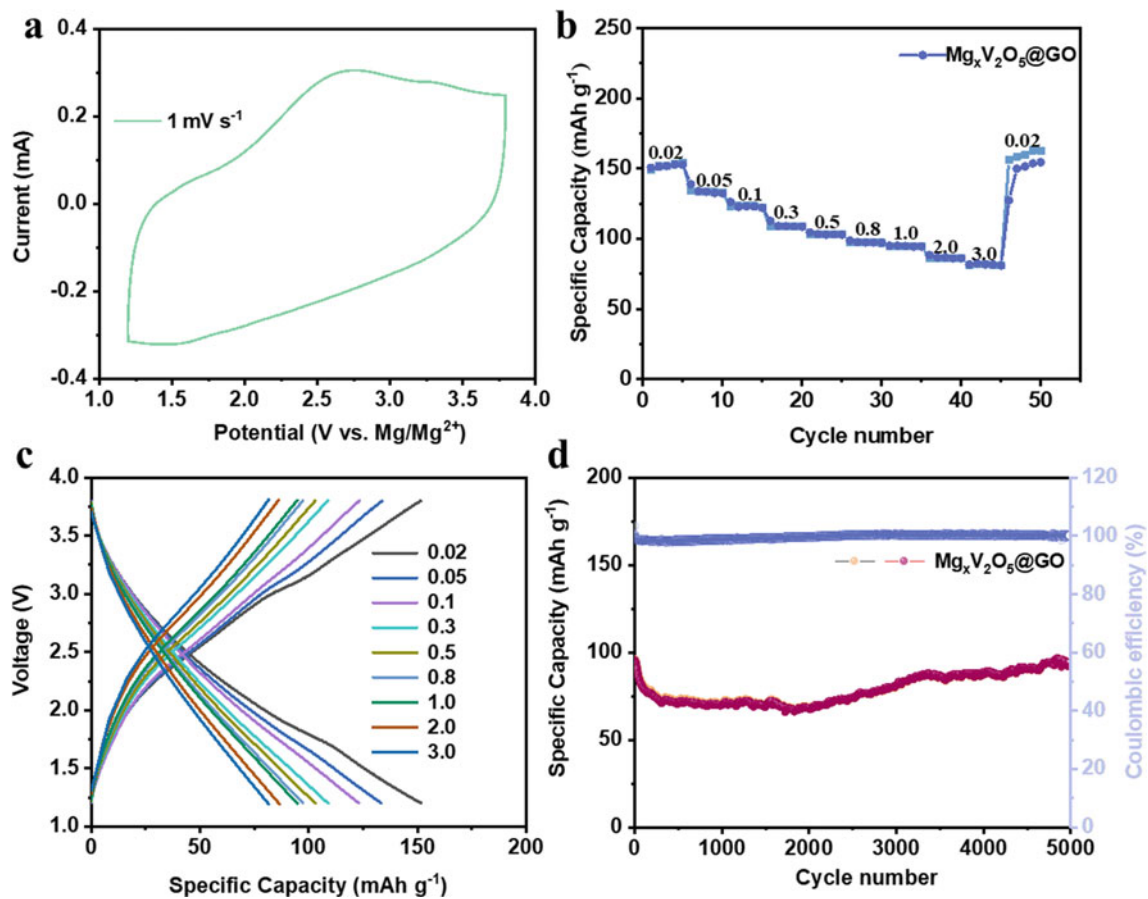 a
0.4
0.2
0.0
-0.2
-0.4
Current (mA)
1 mV s⁻¹
1.0 1.5 2.0 2.5 3.0 3.5 4.0
Potential (V vs. Mg/Mg²⁺)
b
250
200
150
100
50
0
Specific Capacity (mAh g⁻¹)
MgₓV₂O₅@GO
0.02
0.05
0.1
0.3
0.5
0.8
1.0
2.0
3.0
0.02
0 10 20 30 40 50
Cycle number
c
4.0
3.5
3.0
2.5
2.0
1.5
1.0
Voltage (V)
0.02
0.05
0.1
0.3
0.5
0.8
1.0
2.0
3.0
0 50 100 150 200
Specific Capacity (mAh g⁻¹)
d
200
150
100
50
0
Specific Capacity (mAh g⁻¹)
MgₓV₂O₅@GO
120
100
80
60
40
20
0
Coulombic efficiency (%)
0 1000 2000 3000 4000 5000
Cycle number